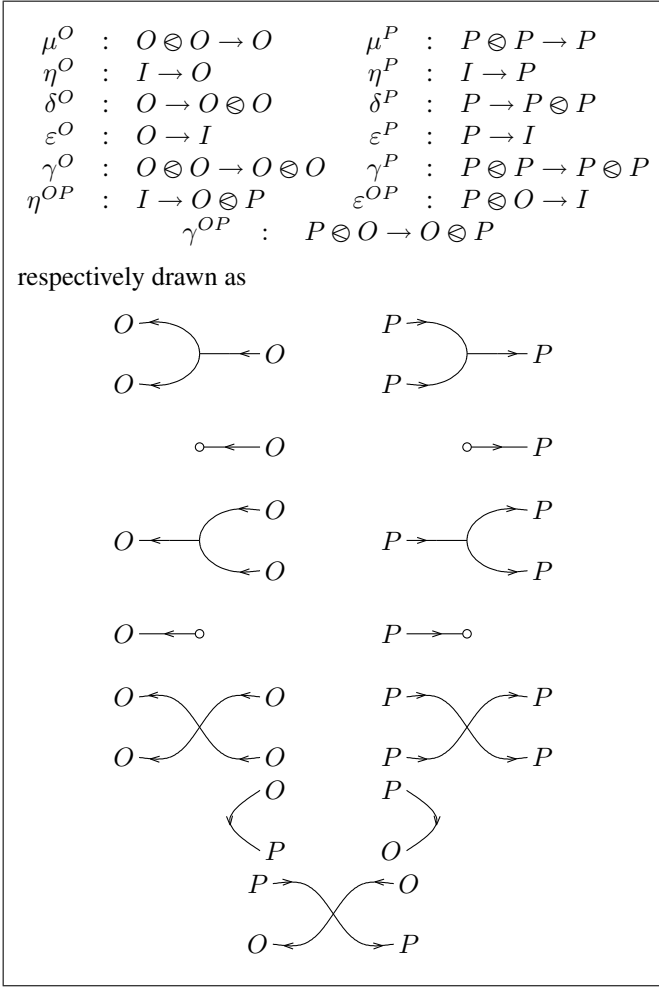 μ^O : O ⊗ O → O μ^P : P ⊗ P → P
η^O : I → O η^P : I → P
δ^O : O → O ⊗ O δ^P : P → P ⊗ P
ε^O : O → I ε^P : P → I
γ^O : O ⊗ O → O ⊗ O γ^P : P ⊗ P → P ⊗ P
η^{OP} : I → O ⊗ P ε^{OP} : P ⊗ O → I
γ^{OP} : P ⊗ O → O ⊗ P
respectively drawn as
O P
O P
O P
O P
O P
O P
O P
O P
O P
O O P P
O O P P
O P
P O
P O
O P